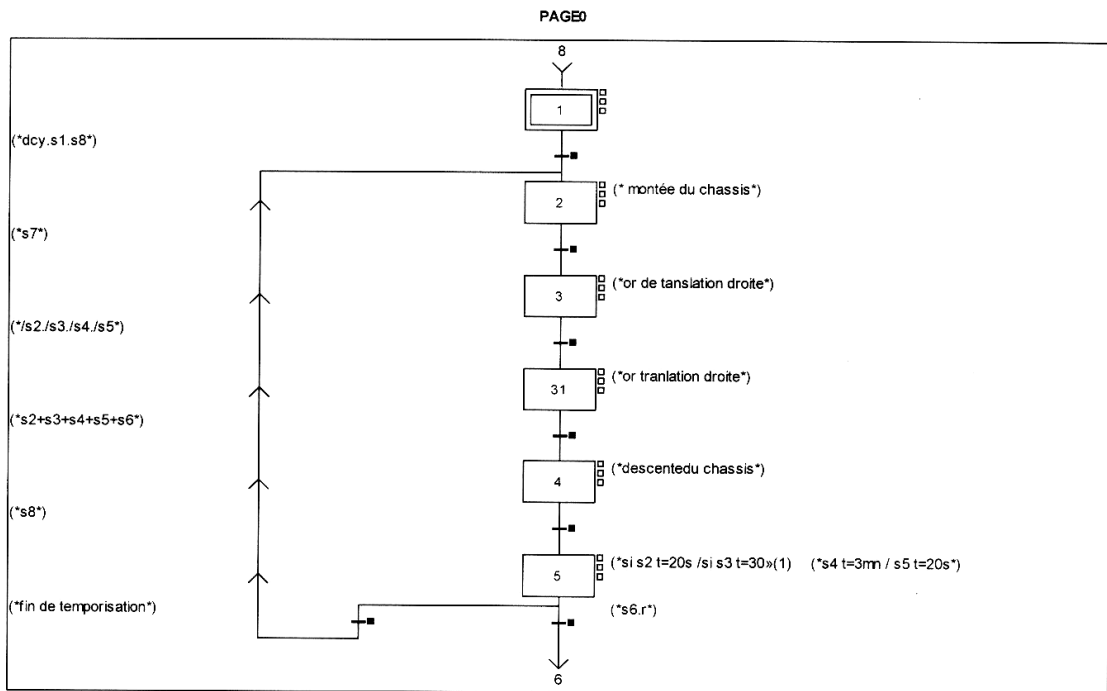 PAGE0
8
1
(*dcy.s1.s8*)
2
(* montée du chassis*)
(*s7*)
3
(*or de tanslation droite*)
(*/s2./s3./s4./s5*)
31
(*or tranlation droite*)
(*s2+s3+s4+s5+s6*)
4
(*descentedu chassis*)
(*s8*)
5
(*si s2 t=20s /si s3 t=30»(1) (*s4 t=3mn / s5 t=20s*)
(*fin de temporisation*)
(*s6.r*)
6